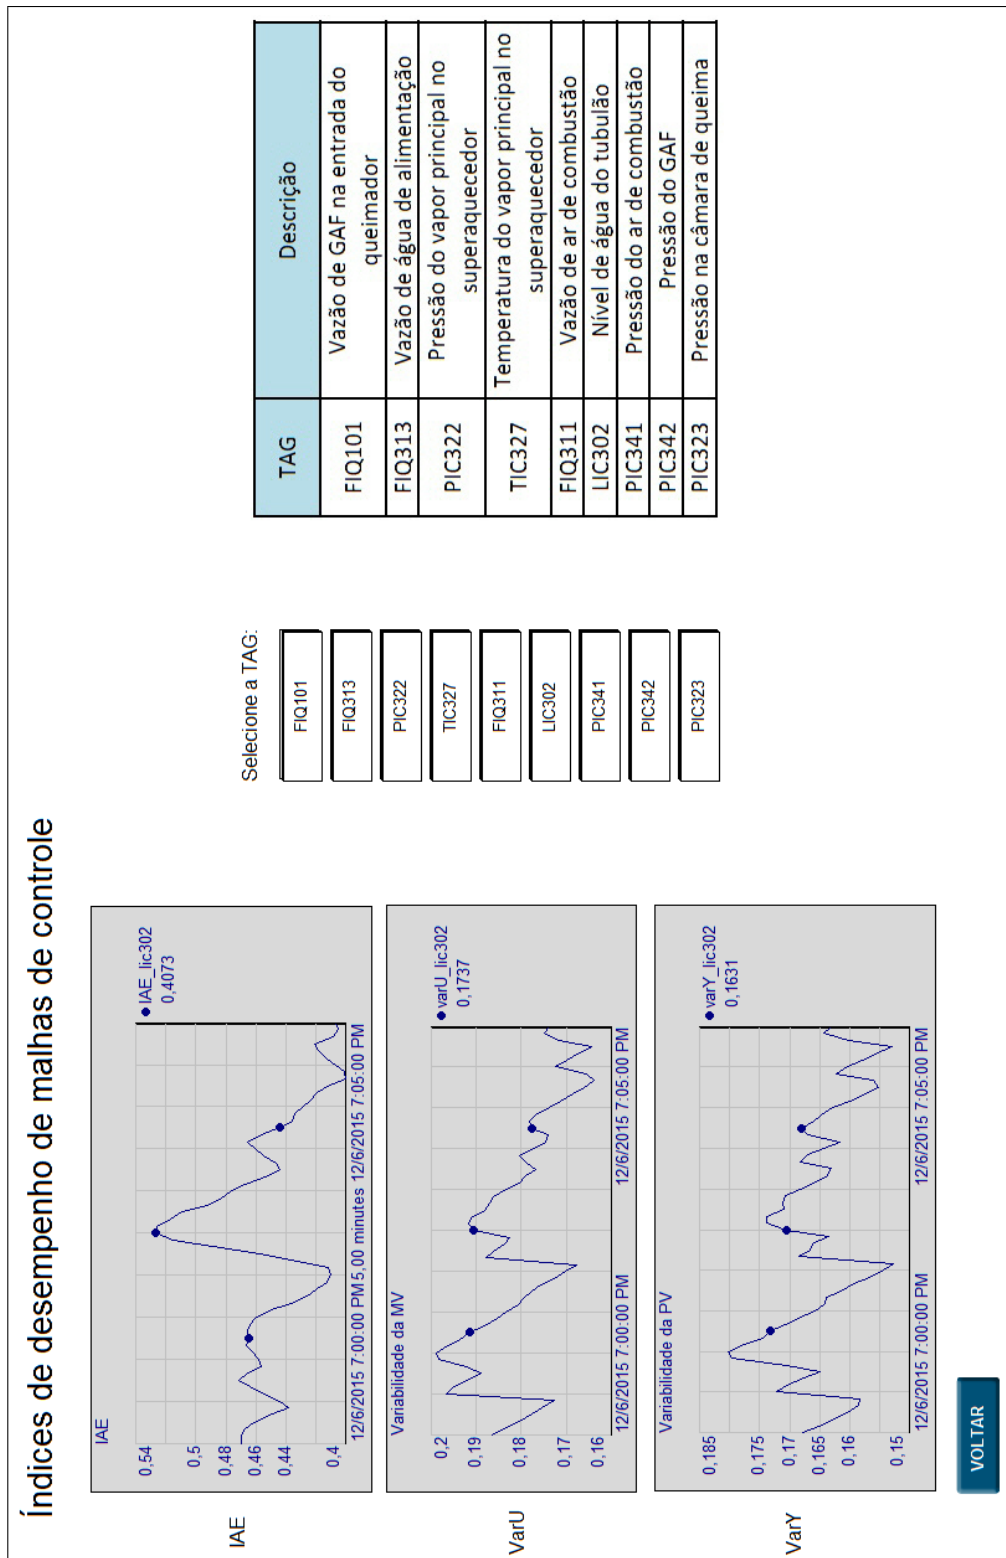 Índices de desempenho de malhas de controle
IAE
IAE
0,54
0,5
0,48
0,46
0,44
0,4
12/6/2015 7:00:00 PM 5,00 minutes 12/6/2015 7:05:00 PM
IAE_lic302
0,4073
VarU
Variabilidade da MV
0,2
0,19
0,18
0,17
0,16
12/6/2015 7:00:00 PM
12/6/2015 7:05:00 PM
varU_lic302
0,1737
VarY
Variabilidade da PV
0,185
0,175
0,17
0,165
0,16
0,15
12/6/2015 7:00:00 PM
12/6/2015 7:05:00 PM
varY_lic302
0,1631
VOLTAR
Selecione a TAG:
FIQ101
FIQ313
PIC322
TIC327
FIQ311
LIC302
PIC341
PIC342
PIC323
TAG Descrição
FIQ101 Vazão de GAF na entrada do
queimador
FIQ313 Vazão de água de alimentação
PIC322 Pressão do vapor principal no
superaquecedor
TIC327 Temperatura do vapor principal no
superaquecedor
FIQ311 Vazão de ar de combustão
LIC302 Nível de água do tubulão
PIC341 Pressão do ar de combustão
PIC342 Pressão do GAF
PIC323 Pressão na câmara de queima